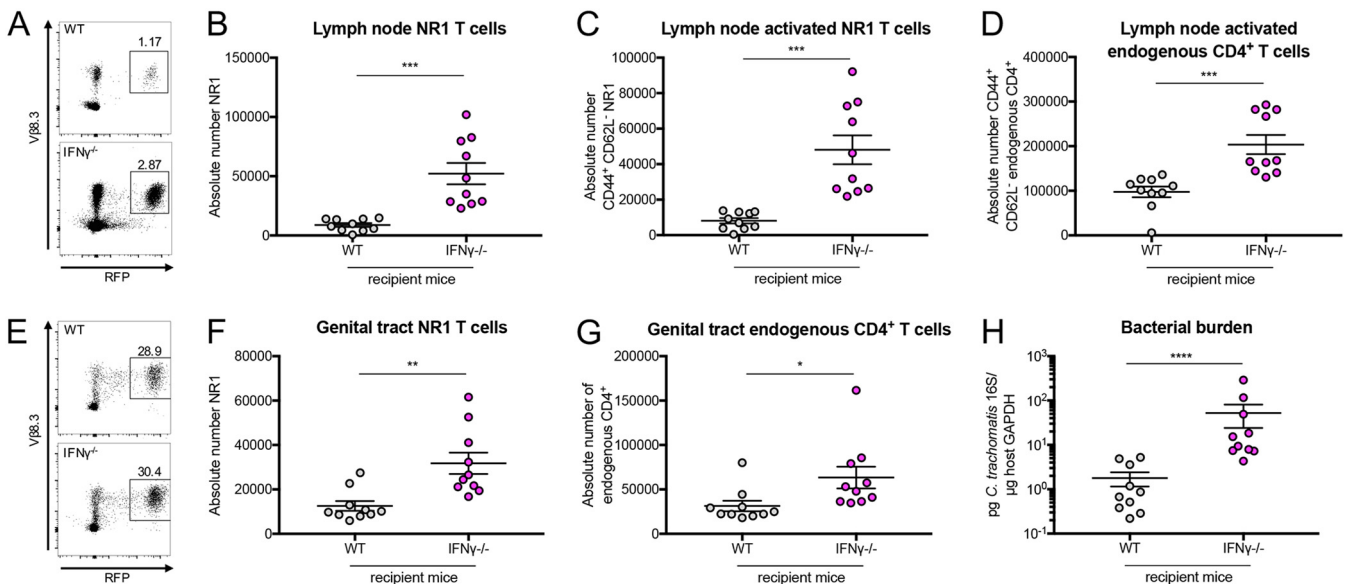 A
WT
1.17
IFNγ-/-
2.87
Vβ8.3
RFP
B
Lymph node NR1 T cells
Absolute number NR1
150000
100000
50000
0
***
WT
IFNγ-/-
recipient mice
C
Lymph node activated NR1 T cells
Absolute number
CD44+ CD62L- NR1
100000
80000
60000
40000
20000
0
***
WT
IFNγ-/-
recipient mice
D
Lymph node activated
endogenous CD4+ T cells
Absolute number CD44+
CD62L- endogenous CD4+
400000
300000
200000
100000
0
***
WT
IFNγ-/-
recipient mice
E
WT
28.9
IFNγ-/-
30.4
Vβ8.3
RFP
F
Genital tract NR1 T cells
Absolute number NR1
80000
60000
40000
20000
0
**
WT
IFNγ-/-
recipient mice
G
Genital tract endogenous CD4+ T cells
Absolute number of
endogenous CD4+
200000
150000
100000
50000
0
*
WT
IFNγ-/-
recipient mice
H
Bacterial burden
pg C. trachomatis 16S/
µg host GAPDH
10³
10²
10¹
10⁰
10⁻¹
****
WT
IFNγ-/-
recipient mice